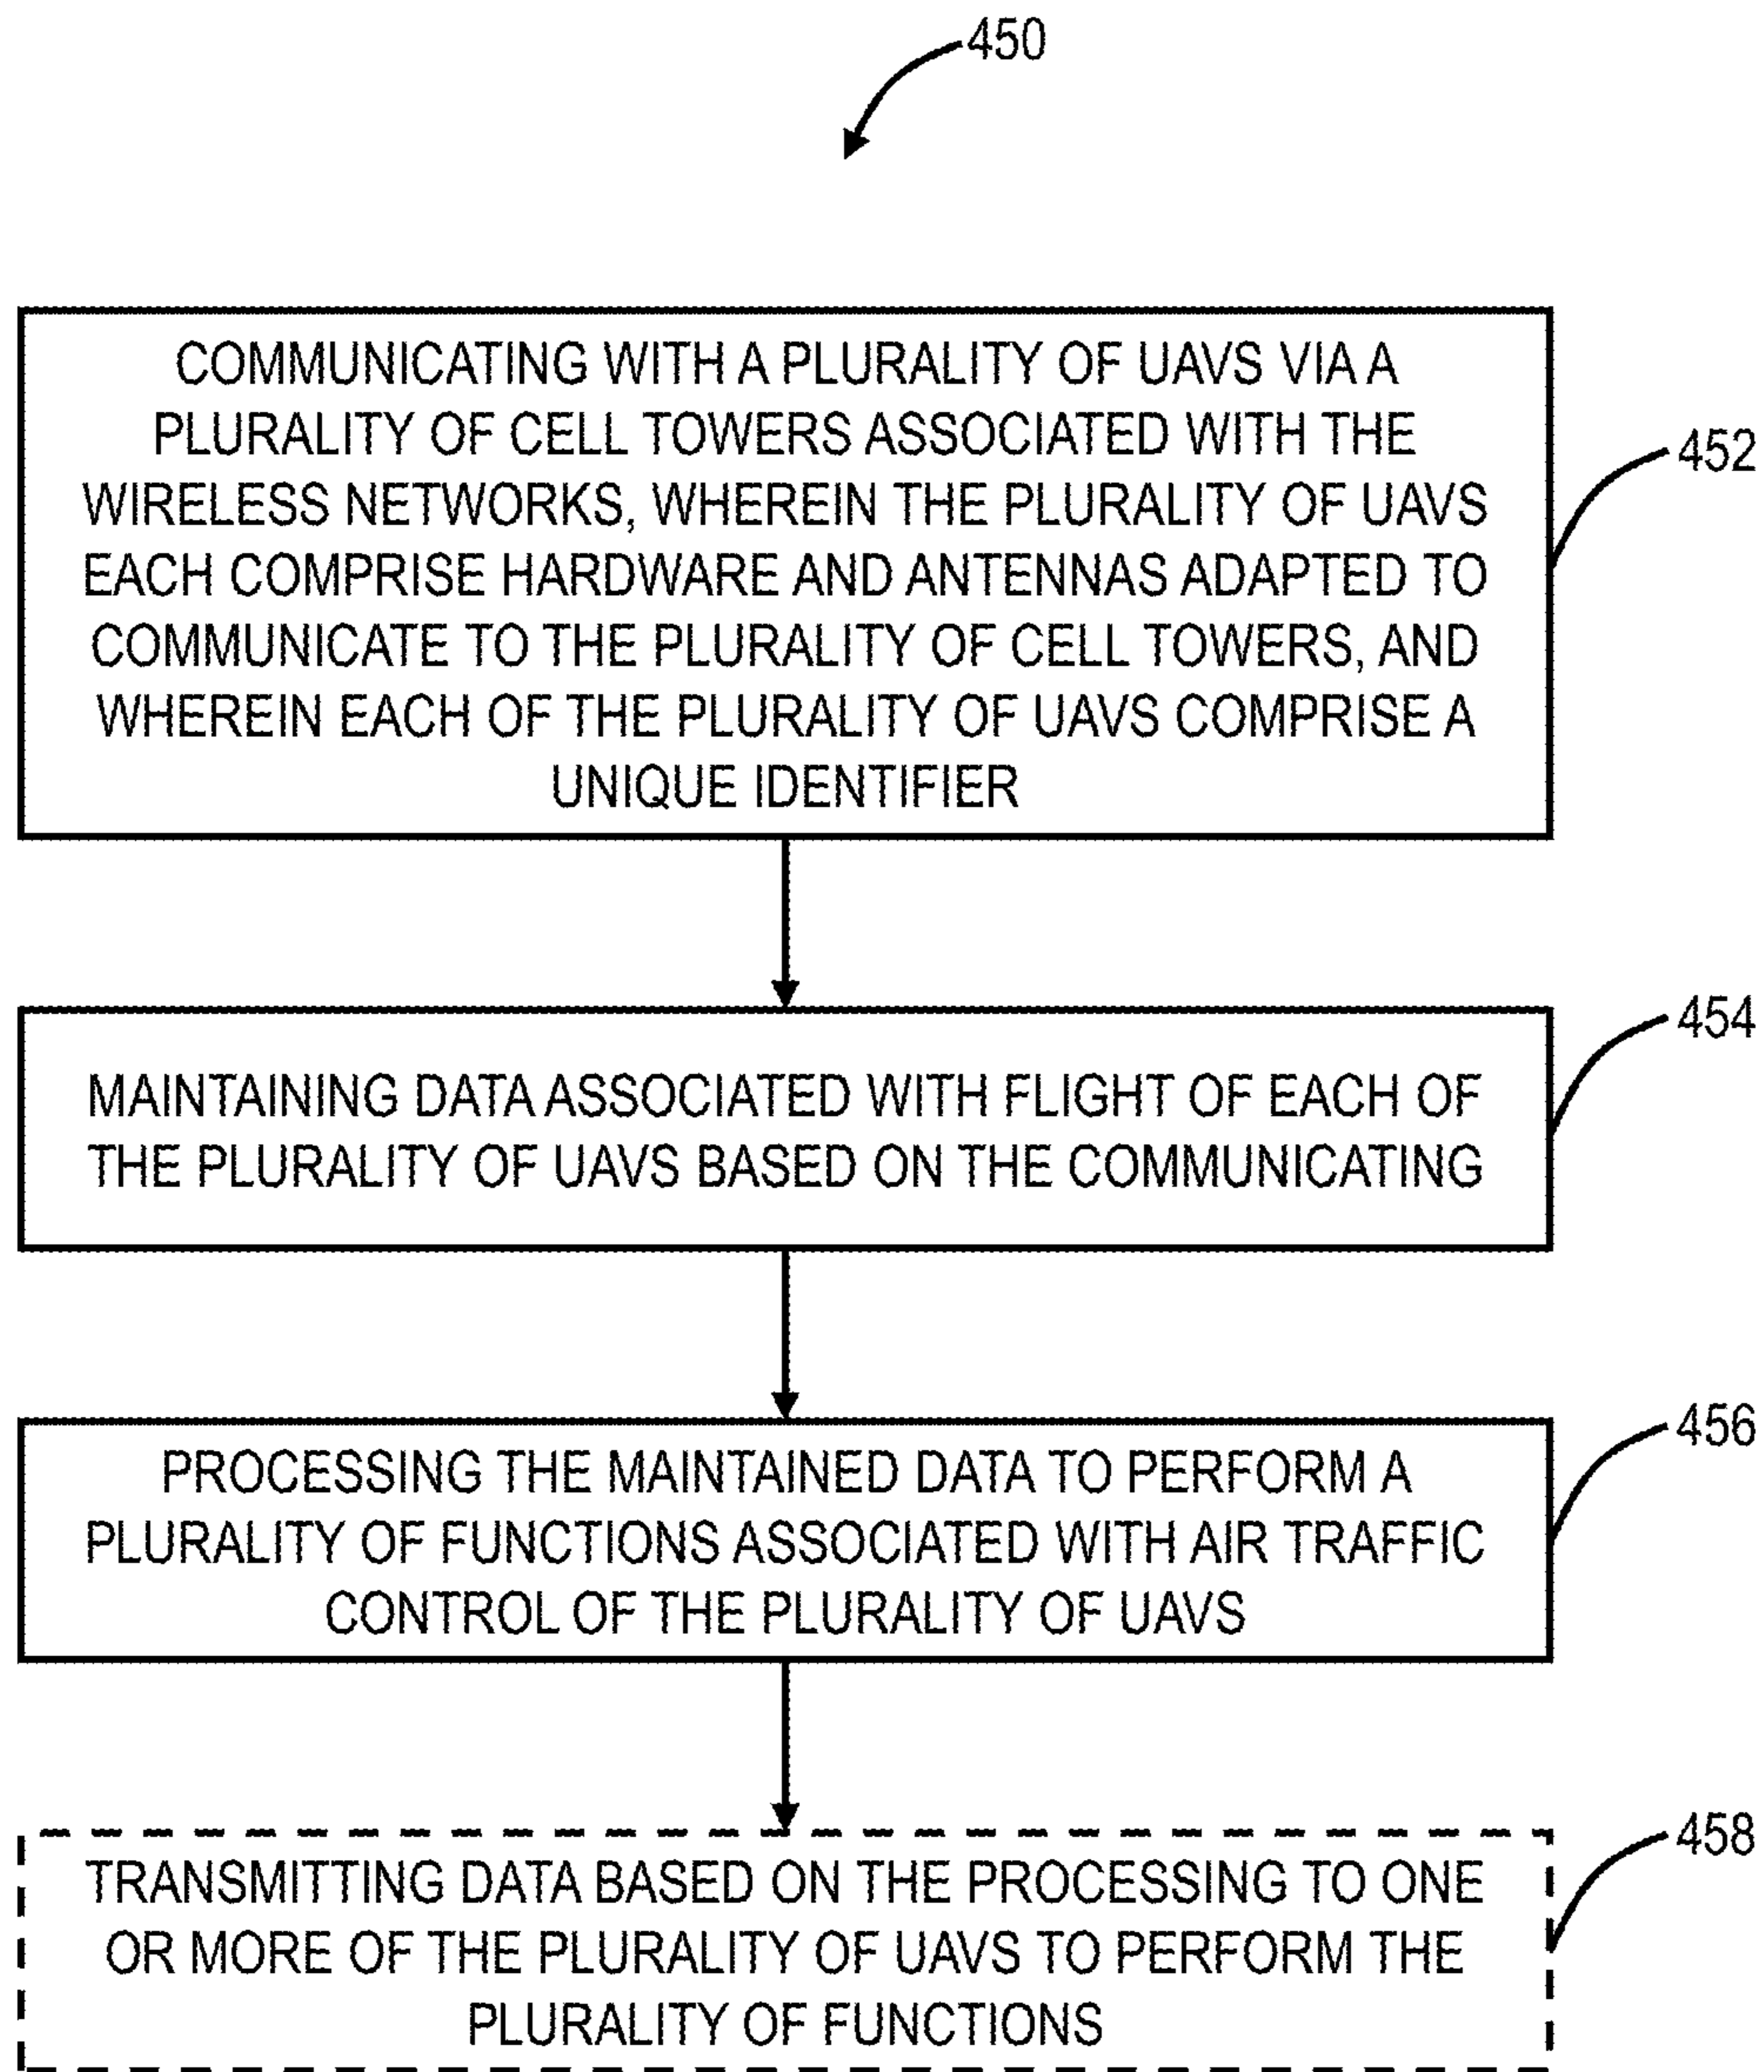 450
COMMUNICATING WITH A PLURALITY OF UAVS VIA A
PLURALITY OF CELL TOWERS ASSOCIATED WITH THE
WIRELESS NETWORKS, WHEREIN THE PLURALITY OF UAVS
EACH COMPRISE HARDWARE AND ANTENNAS ADAPTED TO
COMMUNICATE TO THE PLURALITY OF CELL TOWERS, AND
WHEREIN EACH OF THE PLURALITY OF UAVS COMPRISE A
UNIQUE IDENTIFIER
452
MAINTAINING DATA ASSOCIATED WITH FLIGHT OF EACH OF
THE PLURALITY OF UAVS BASED ON THE COMMUNICATING
454
PROCESSING THE MAINTAINED DATA TO PERFORM A
PLURALITY OF FUNCTIONS ASSOCIATED WITH AIR TRAFFIC
CONTROL OF THE PLURALITY OF UAVS
456
TRANSMITTING DATA BASED ON THE PROCESSING TO ONE
OR MORE OF THE PLURALITY OF UAVS TO PERFORM THE
PLURALITY OF FUNCTIONS
458